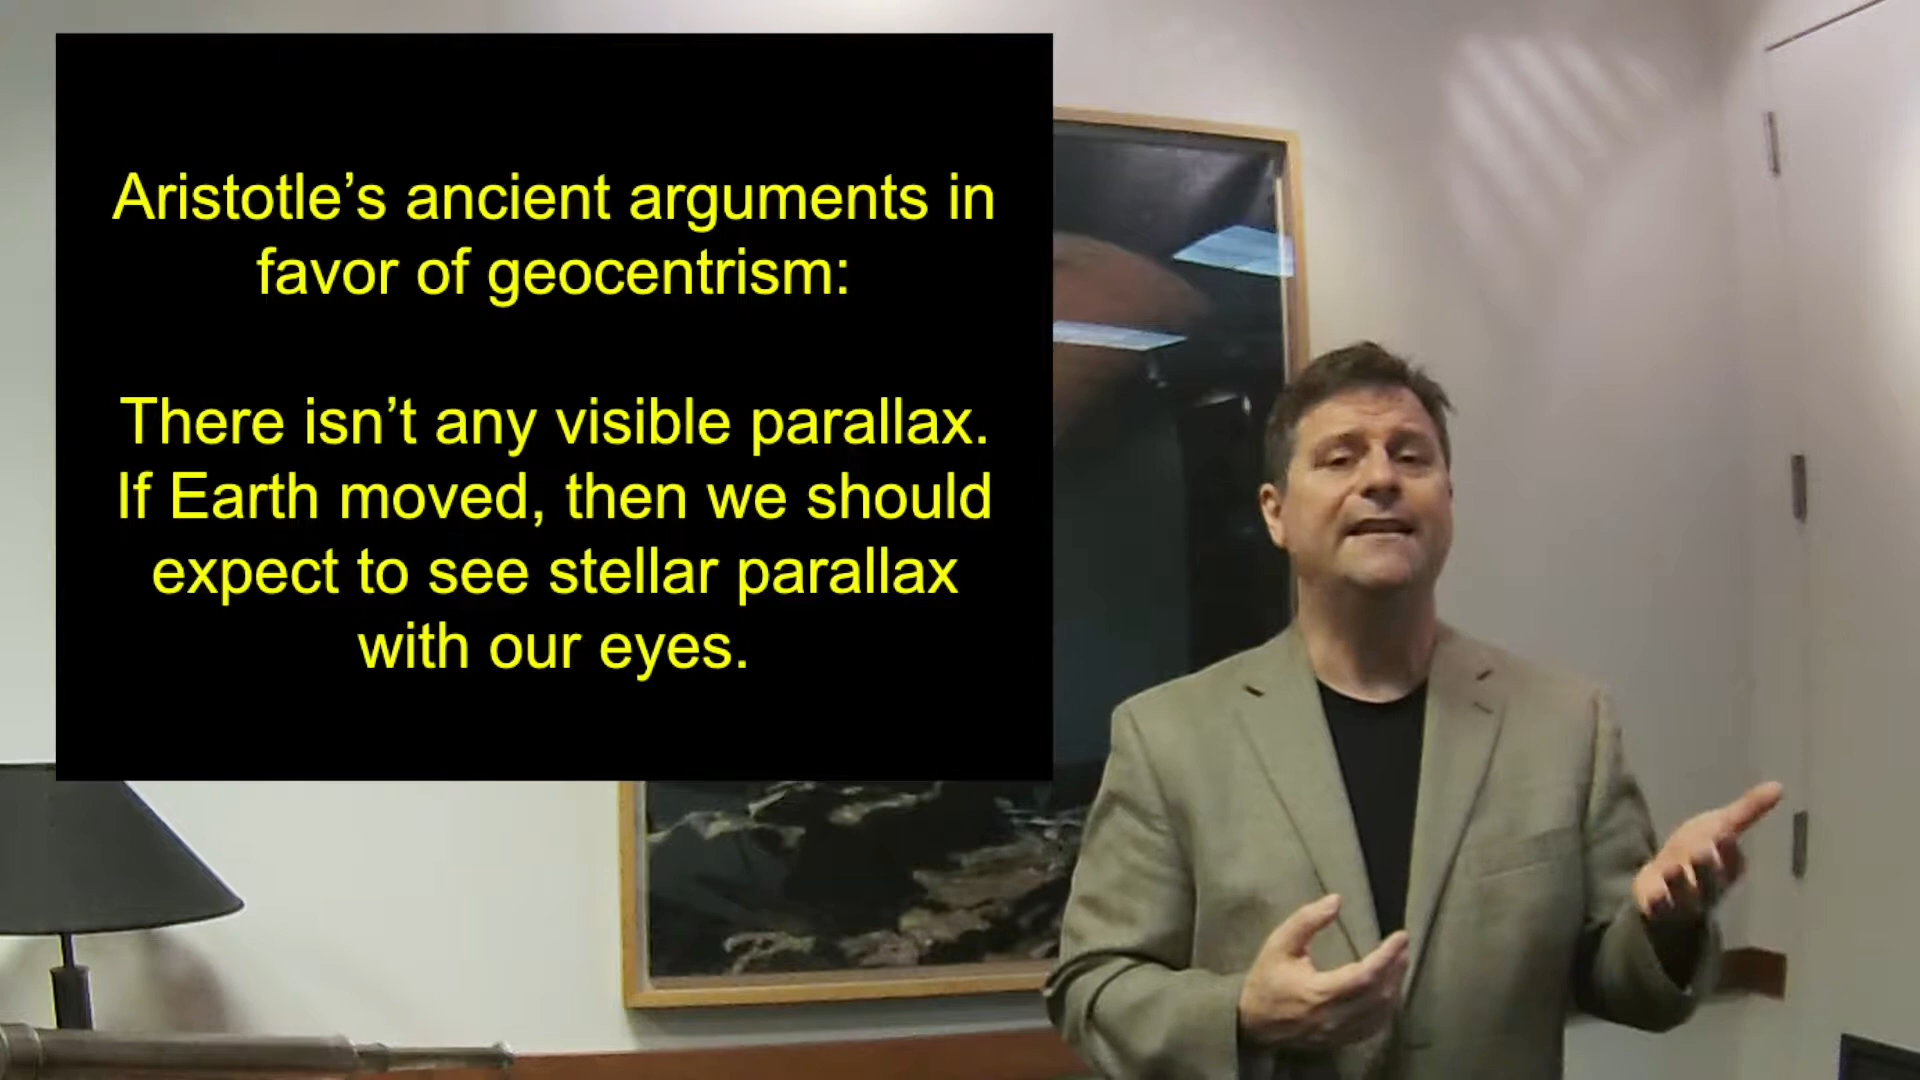 Aristotle’s ancient arguments in
favor of geocentrism:
There isn’t any visible parallax.
If Earth moved, then we should
expect to see stellar parallax
with our eyes.